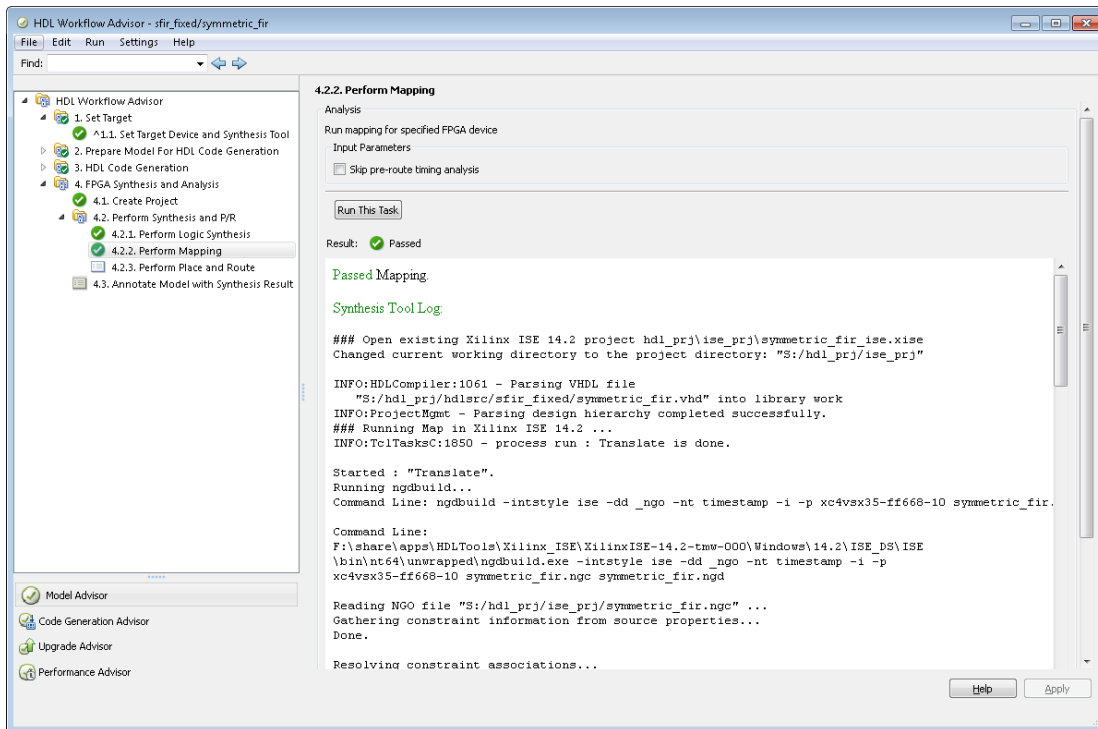 HDL Workflow Advisor - sfir_fixed/symmetric_fir
File Edit Run Settings Help
Find:
HDL Workflow Advisor
1. Set Target
^1.1. Set Target Device and Synthesis Tool
2. Prepare Model For HDL Code Generation
3. HDL Code Generation
4. FPGA Synthesis and Analysis
4.1. Create Project
4.2. Perform Synthesis and P/R
4.2.1. Perform Logic Synthesis
4.2.2. Perform Mapping
4.2.3. Perform Place and Route
4.3. Annotate Model with Synthesis Result
Model Advisor
Code Generation Advisor
Upgrade Advisor
Performance Advisor
4.2.2. Perform Mapping
Analysis
Run mapping for specified FPGA device
Input Parameters
Skip pre-route timing analysis
Run This Task
Result: Passed
Passed Mapping.
Synthesis Tool Log:
### Open existing Xilinx ISE 14.2 project hdl_prj\ise_prj\symmetric_fir_ise.xise
Changed current working directory to the project directory: "S:/hdl_prj/ise_prj"
INFO:HDLCompiler:1061 - Parsing VHDL file
"S:/hdl_prj/hdlsrc/sfir_fixed/symmetric_fir.vhd" into library work
INFO:ProjectMgmt - Parsing design hierarchy completed successfully.
### Running Map in Xilinx ISE 14.2 ...
INFO:TclTasksC:1850 - process run : Translate is done.
Started : "Translate".
Running ngdbuild...
Command Line: ngdbuild -intstyle ise -dd _ngo -nt timestamp -i -p xc4vsx35-ff668-10 symmetric_fir.
Command Line:
F:\share\apps\HDLTools\Xilinx_ISE\XilinxISE-14.2-tmw-000\Windows\14.2\ISE_DS\ISE
\bin\nt64\unwrapped\ngdbuild.exe -intstyle ise -dd _ngo -nt timestamp -i -p
xc4vsx35-ff668-10 symmetric_fir.ngc symmetric_fir.ngd
Reading NGO file "S:/hdl_prj/ise_prj/symmetric_fir.ngc" ...
Gathering constraint information from source properties...
Done.
Resolving constraint associations...
Help Apply